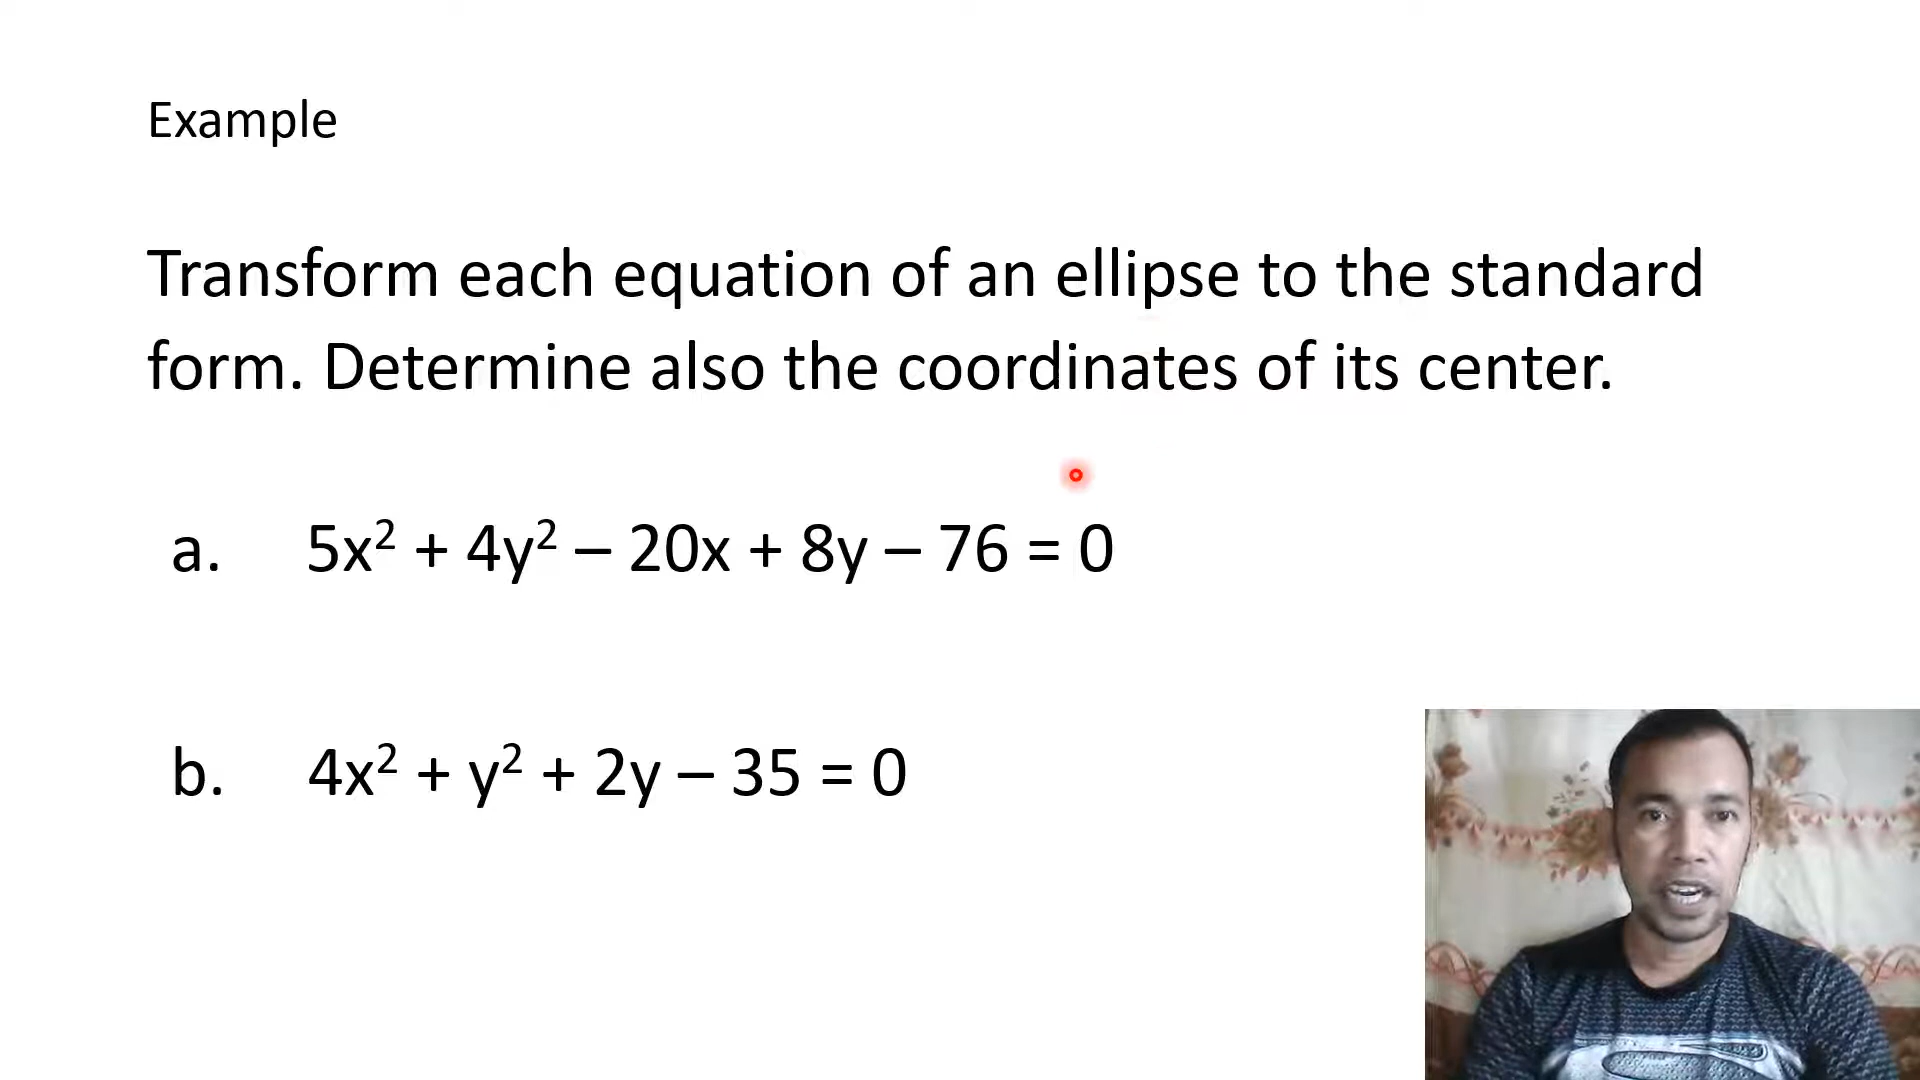 Example
Transform each equation of an ellipse to the standard
form. Determine also the coordinates of its center.
a. 5x² + 4y² – 20x + 8y – 76 = 0
b. 4x² + y² + 2y – 35 = 0